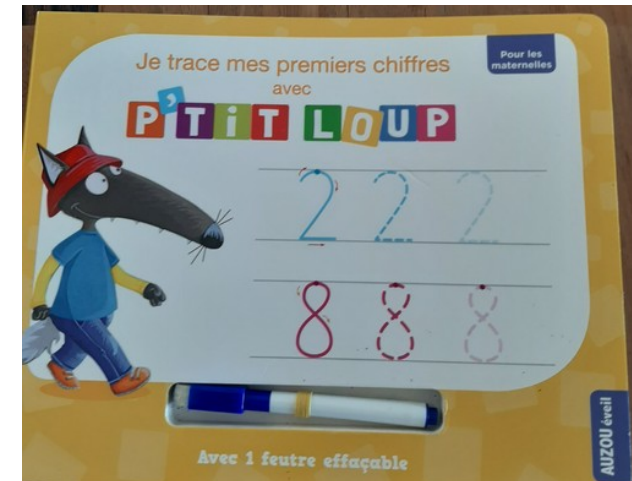 Je trace mes premiers chiffres
avec
P'TiT LOUP
Pour les
maternelles
2 2 2
8 8 8
Avec 1 feutre effaçable
AUZOU éveil